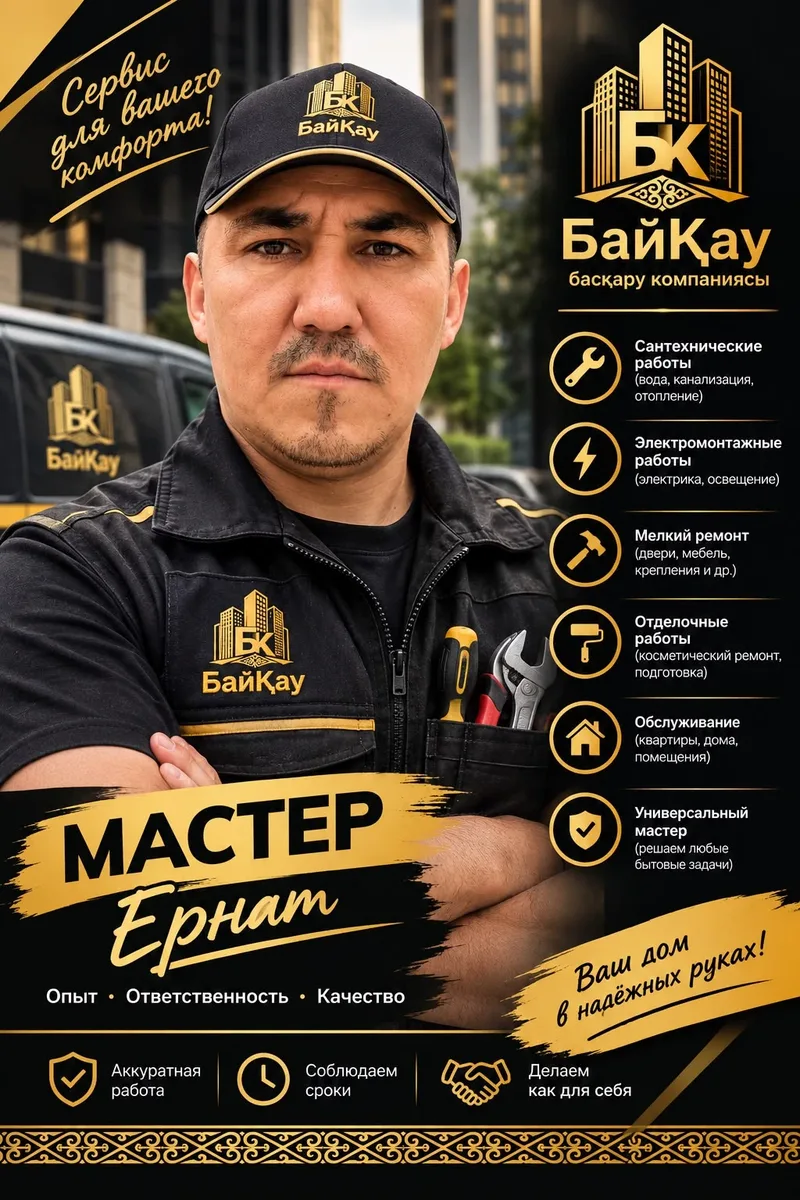 Сервис
для вашего
комфорта!
БК
БайҚау
БК
БайҚау
басқару компаниясы
БК
БайҚау
БК
БайҚау
Сантехнические
работы
(вода, канализация,
отопление)
Электромонтажные
работы
(электрика, освещение)
Мелкий ремонт
(двери, мебель,
крепления и др.)
Отделочные
работы
(косметический ремонт,
подготовка)
Обслуживание
(квартиры, дома,
помещения)
Универсальный
мастер
(решаем любые
бытовые задачи)
МАСТЕР
Ернат
Опыт • Ответственность • Качество
Ваш дом
в надёжных руках!
Аккуратная
работа
Соблюдаем
сроки
Делаем
как для себя